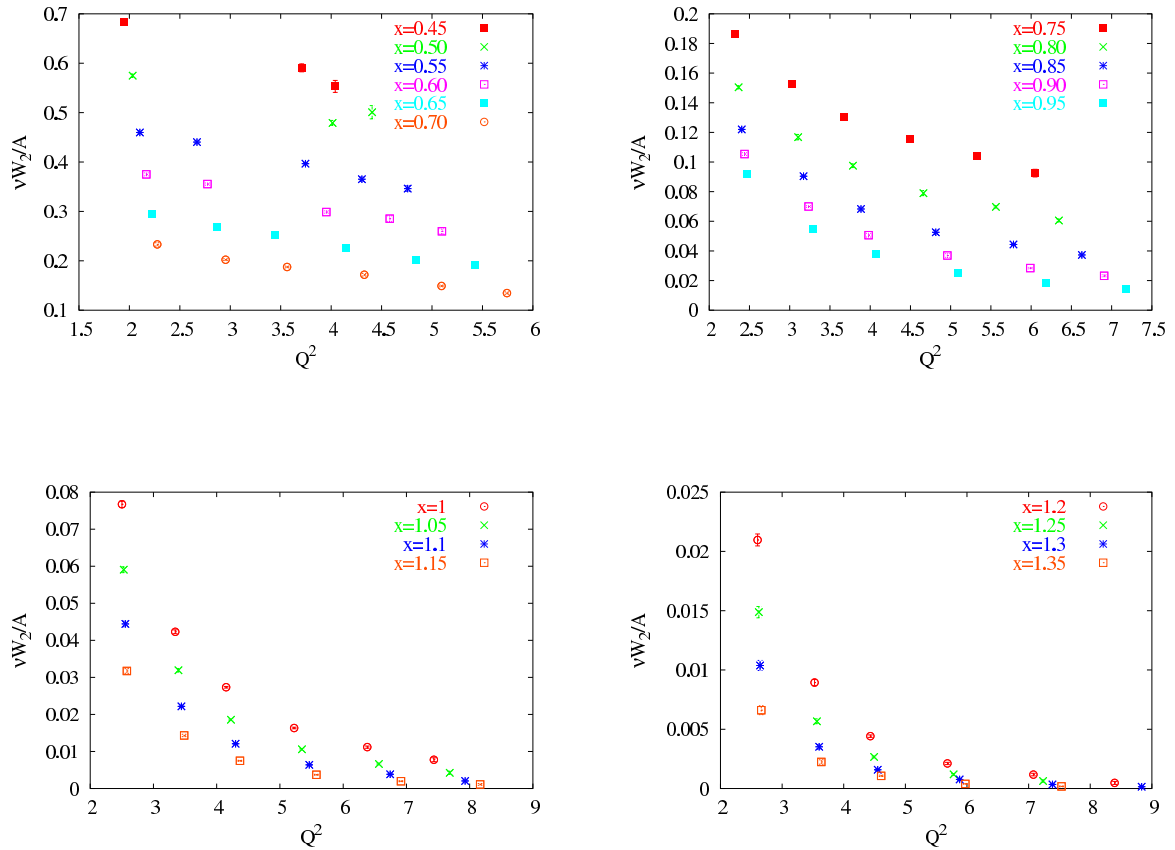 νW2/A
0.7
0.6
0.5
0.4
0.3
0.2
0.1
1.5 2 2.5 3 3.5 4 4.5 5 5.5 6
Q2
x=0.45
x=0.50
x=0.55
x=0.60
x=0.65
x=0.70
νW2/A
0.2
0.18
0.16
0.14
0.12
0.1
0.08
0.06
0.04
0.02
0
2 2.5 3 3.5 4 4.5 5 5.5 6 6.5 7 7.5
Q2
x=0.75
x=0.80
x=0.85
x=0.90
x=0.95
νW2/A
0.08
0.07
0.06
0.05
0.04
0.03
0.02
0.01
0
2 3 4 5 6 7 8 9
Q2
x=1
x=1.05
x=1.1
x=1.15
νW2/A
0.025
0.02
0.015
0.01
0.005
0
2 3 4 5 6 7 8 9
Q2
x=1.2
x=1.25
x=1.3
x=1.35